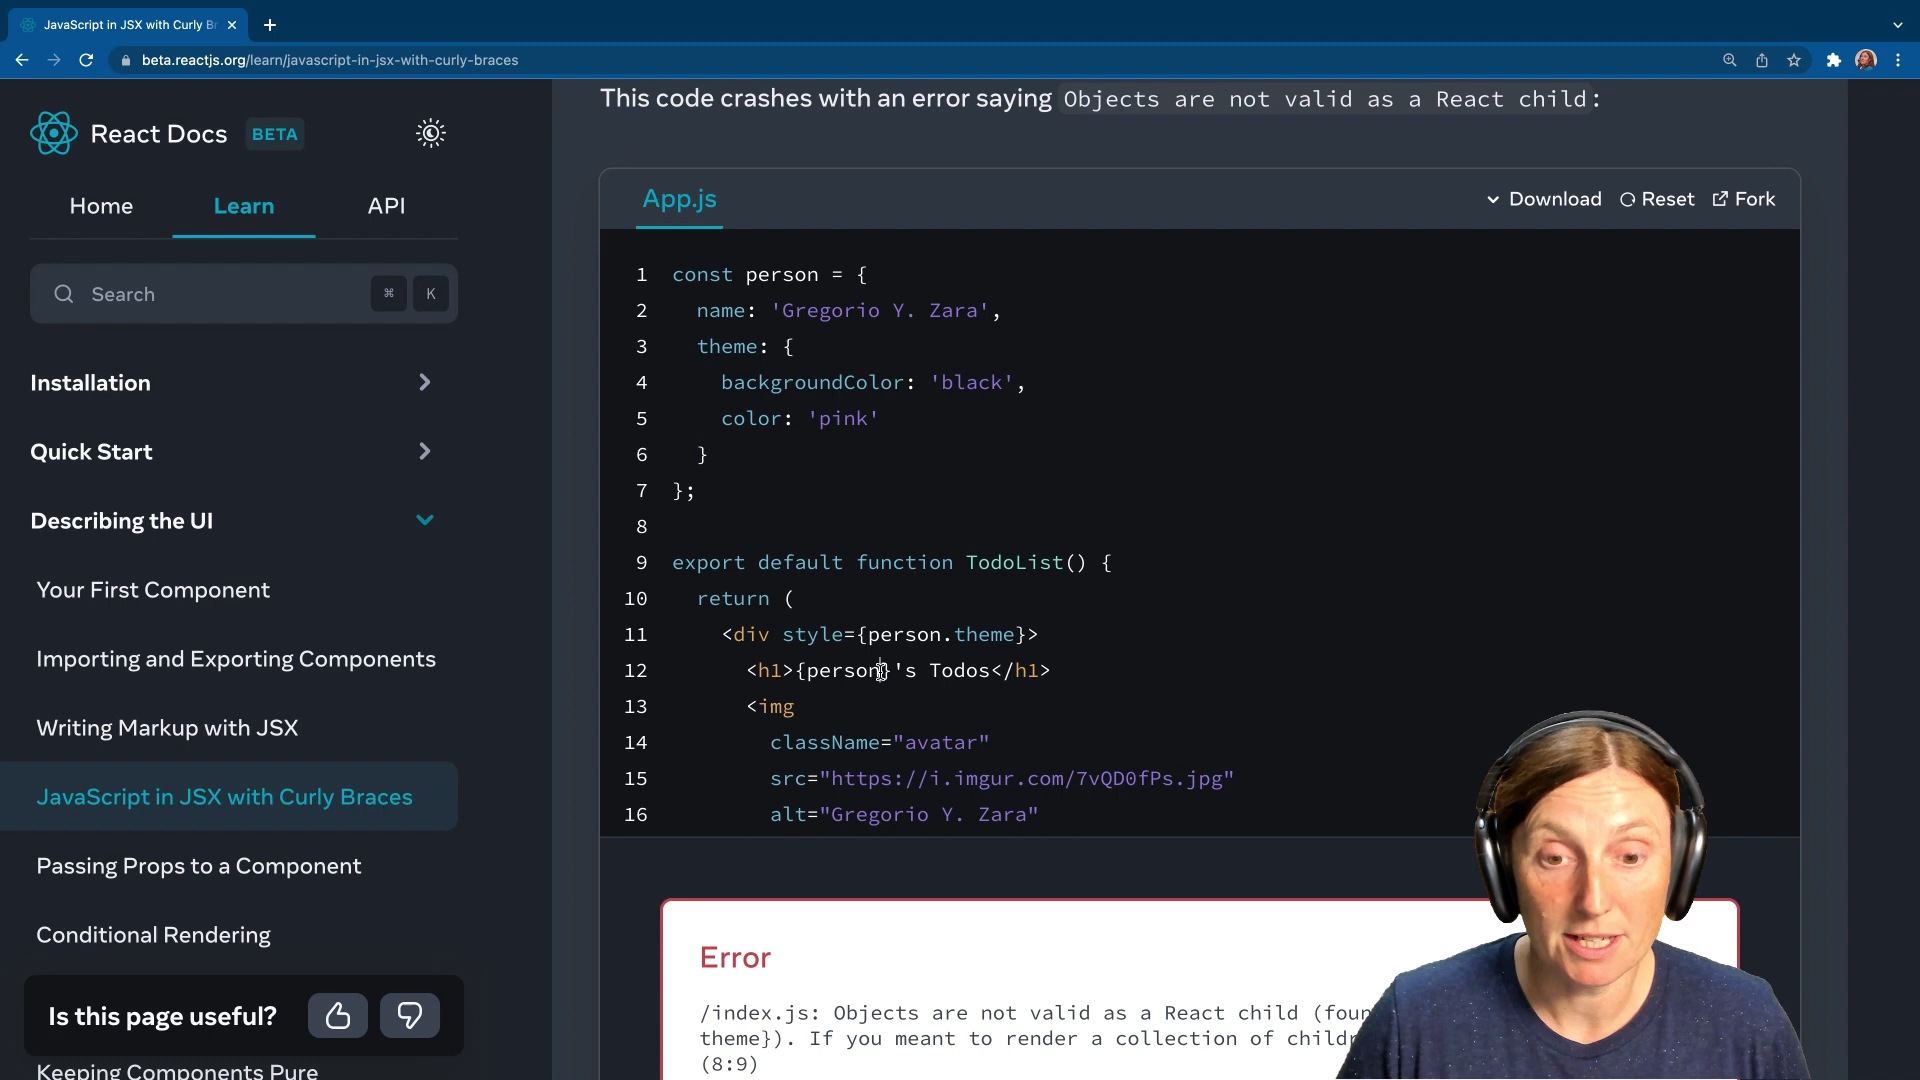 JavaScript in JSX with Curly Br
beta.reactjs.org/learn/javascript-in-jsx-with-curly-braces
React Docs BETA
Home Learn API
Search ⌘ K
Installation
Quick Start
Describing the UI
Your First Component
Importing and Exporting Components
Writing Markup with JSX
JavaScript in JSX with Curly Braces
Passing Props to a Component
Conditional Rendering
Is this page useful?
Keeping Components Pure
This code crashes with an error saying Objects are not valid as a React child:
App.js Download Reset Fork
1 const person = {
2 name: 'Gregorio Y. Zara',
3 theme: {
4 backgroundColor: 'black',
5 color: 'pink'
6 }
7 };
8
9 export default function TodoList() {
10 return (
11 <div style={person.theme}>
12 <h1>{person}'s Todos</h1>
13 <img
14 className="avatar"
15 src="https://i.imgur.com/7vQD0fPs.jpg"
16 alt="Gregorio Y. Zara"
Error
/index.js: Objects are not valid as a React child (foun
theme}). If you meant to render a collection of childr
(8:9)